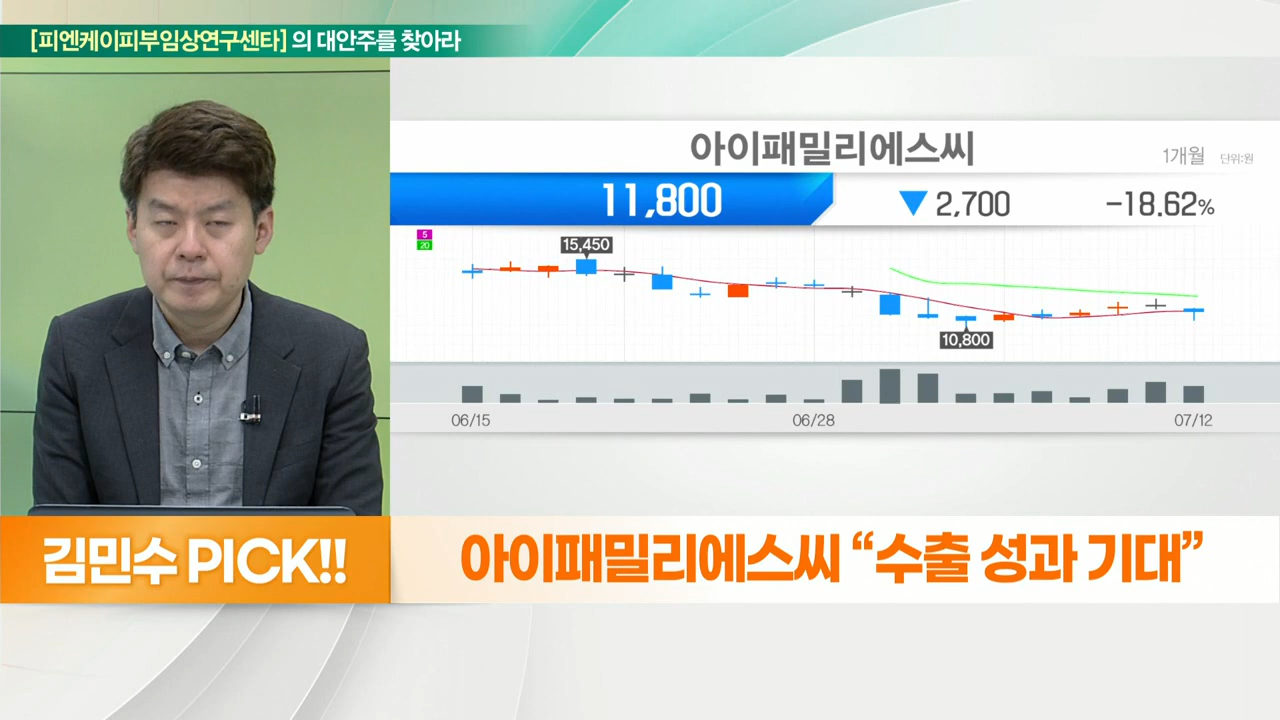 [피엔케이피부임상연구센타] 의 대안주를 찾아라
아이패밀리에스씨
1개월 단위:원
11,800 ▼ 2,700 -18.62%
5
20
15,450
10,800
06/15 06/28 07/12
김민수 PICK!!
아이패밀리에스씨 “수출 성과 기대”